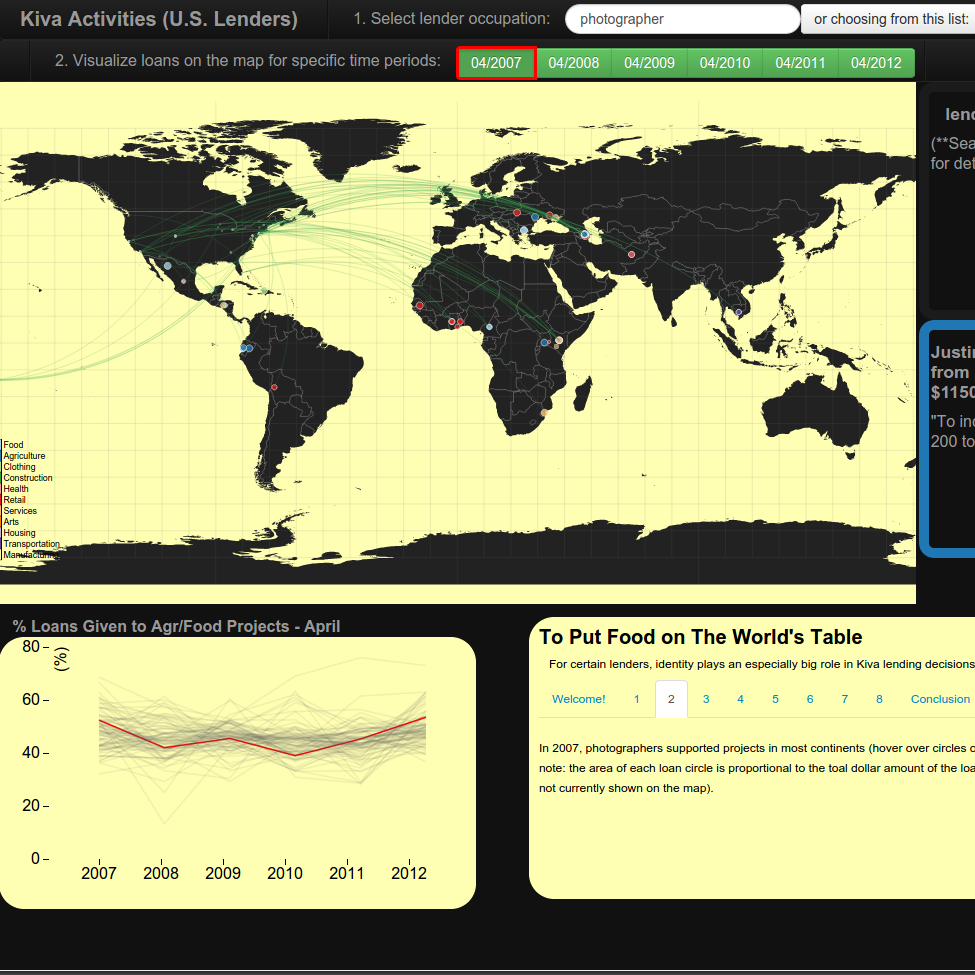 Kiva Activities (U.S. Lenders)
1. Select lender occupation:
photographer
or choosing from this list:
2. Visualize loans on the map for specific time periods:
04/2007
04/2008
04/2009
04/2010
04/2011
04/2012
(**Sea
for det
Justi
from
$1150
"To in
200 to
Food
Agriculture
Clothing
Construction
Health
Retail
Services
Arts
Housing
Transportation
Manufacturing
% Loans Given to Agr/Food Projects - April
80
(%)
60
40
20
0
2007 2008 2009 2010 2011 2012
To Put Food on The World's Table
For certain lenders, identity plays an especially big role in Kiva lending decisions
Welcome! 1 2 3 4 5 6 7 8 Conclusion
In 2007, photographers supported projects in most continents (hover over circles o
note: the area of each loan circle is proportional to the toal dollar amount of the loa
not currently shown on the map).